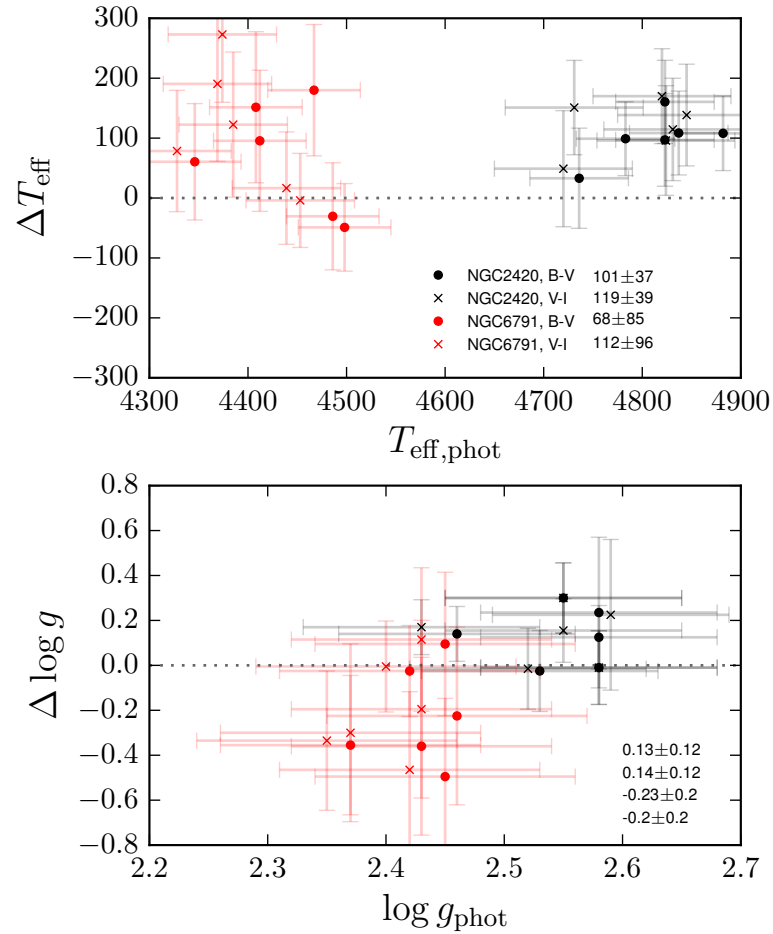 300
200
100
0
−100
−200
−300
ΔT_eff
NGC2420, B-V 101±37
NGC2420, V-I 119±39
NGC6791, B-V 68±85
NGC6791, V-I 112±96
4300 4400 4500 4600 4700 4800 4900
T_eff,phot
0.8
0.6
0.4
0.2
0.0
−0.2
−0.4
−0.6
−0.8
Δ log g
0.13±0.12
0.14±0.12
-0.23±0.2
-0.2±0.2
2.2 2.3 2.4 2.5 2.6 2.7
log g_phot